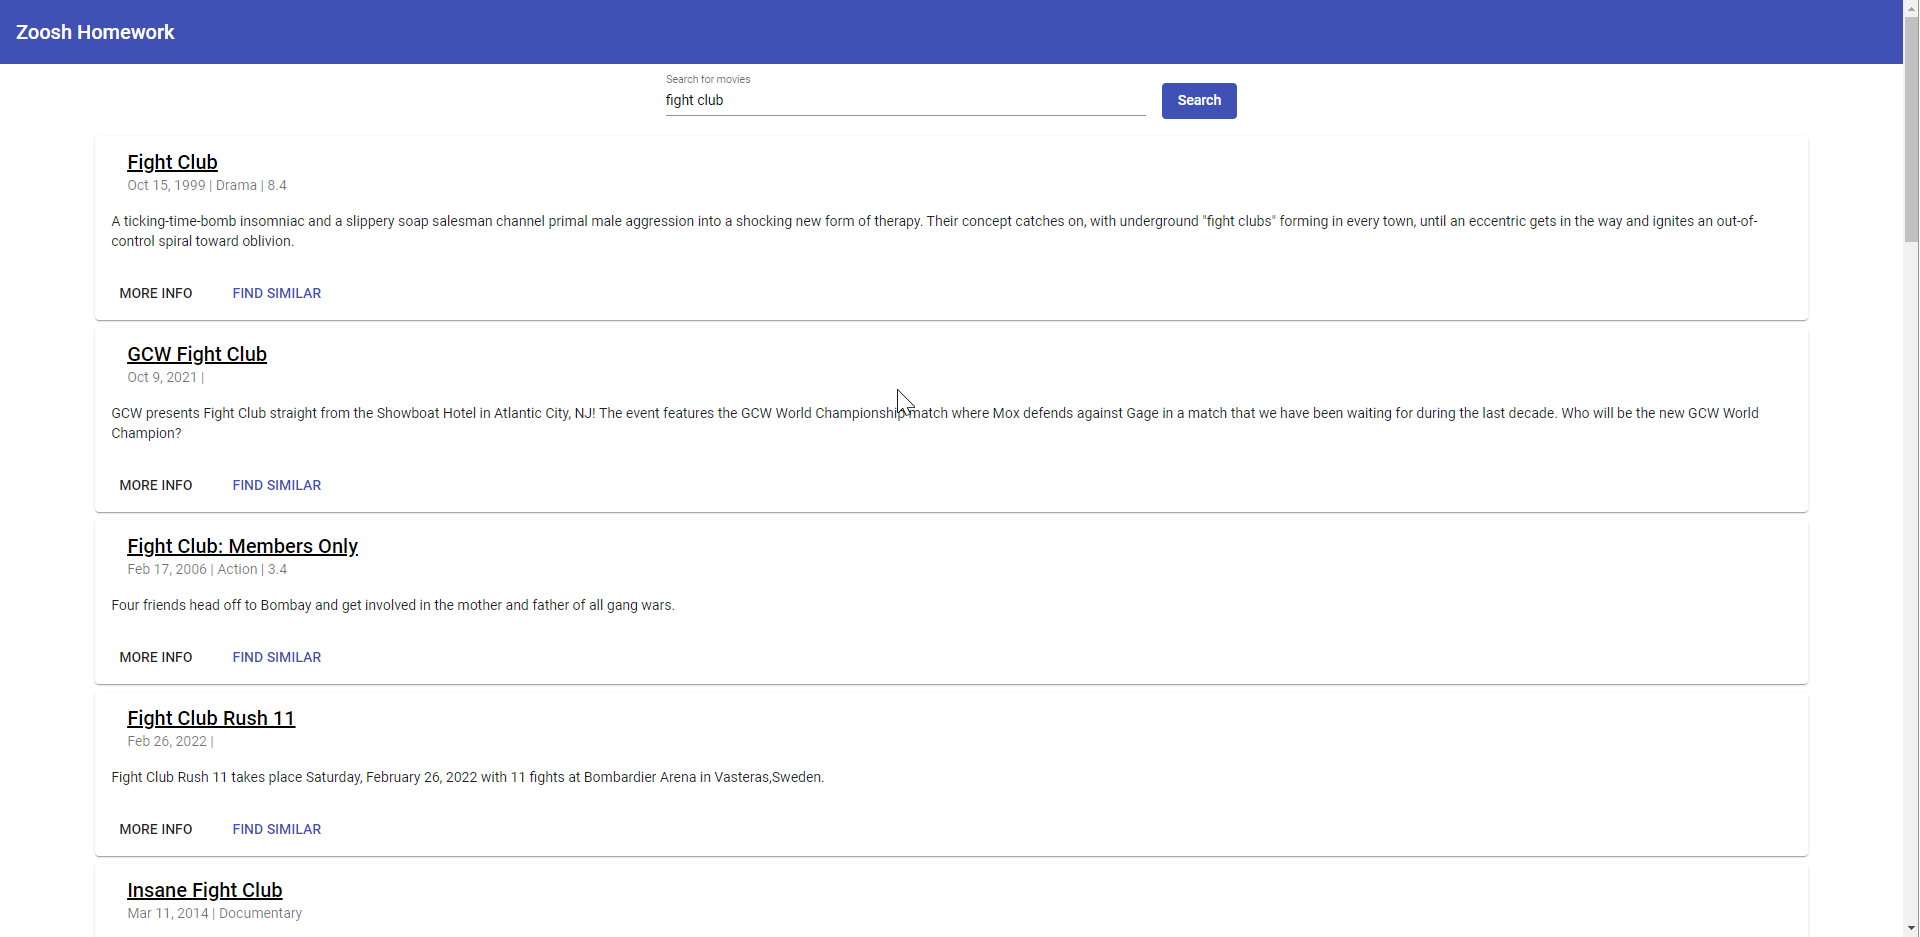 Zoosh Homework
Search for movies
fight club
Search
Fight Club
Oct 15, 1999 | Drama | 8.4
A ticking-time-bomb insomniac and a slippery soap salesman channel primal male aggression into a shocking new form of therapy. Their concept catches on, with underground "fight clubs" forming in every town, until an eccentric gets in the way and ignites an out-of-
control spiral toward oblivion.
MORE INFO FIND SIMILAR
GCW Fight Club
Oct 9, 2021 |
GCW presents Fight Club straight from the Showboat Hotel in Atlantic City, NJ! The event features the GCW World Championship match where Mox defends against Gage in a match that we have been waiting for during the last decade. Who will be the new GCW World
Champion?
MORE INFO FIND SIMILAR
Fight Club: Members Only
Feb 17, 2006 | Action | 3.4
Four friends head off to Bombay and get involved in the mother and father of all gang wars.
MORE INFO FIND SIMILAR
Fight Club Rush 11
Feb 26, 2022 |
Fight Club Rush 11 takes place Saturday, February 26, 2022 with 11 fights at Bombardier Arena in Vasteras,Sweden.
MORE INFO FIND SIMILAR
Insane Fight Club
Mar 11, 2014 | Documentary